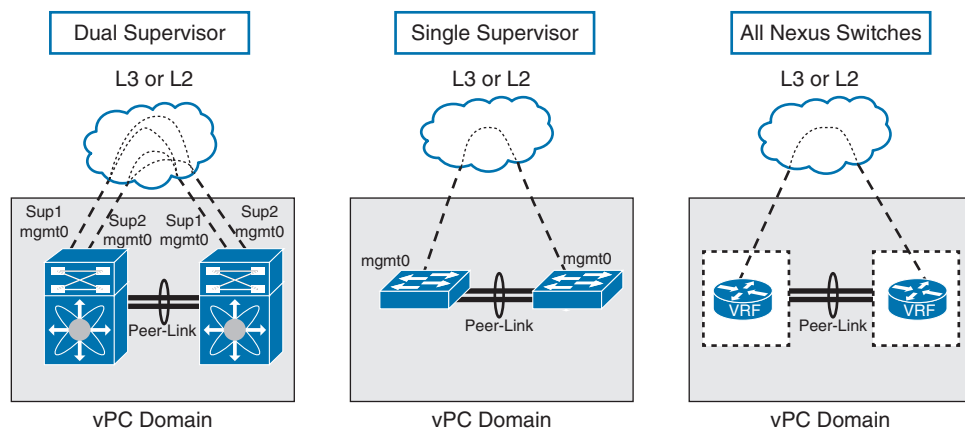 Dual Supervisor
L3 or L2
Sup1
mgmt0
Sup2
mgmt0
Sup1
mgmt0
Sup2
mgmt0
Peer-Link
vPC Domain
Single Supervisor
L3 or L2
mgmt0
mgmt0
Peer-Link
vPC Domain
All Nexus Switches
L3 or L2
VRF
VRF
Peer-Link
vPC Domain